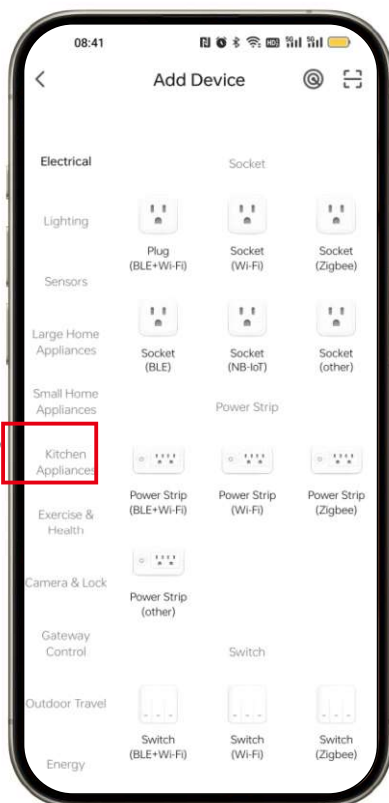 08:41
Add Device
Electrical
Lighting
Sensors
Large Home
Appliances
Small Home
Appliances
Kitchen
Appliances
Exercise &
Health
Camera & Lock
Gateway
Control
Outdoor Travel
Energy
Socket
Plug
(BLE+Wi-Fi)
Socket
(Wi-Fi)
Socket
(Zigbee)
Socket
(BLE)
Socket
(NB-IoT)
Socket
(other)
Power Strip
Power Strip
(BLE+Wi-Fi)
Power Strip
(Wi-Fi)
Power Strip
(Zigbee)
Power Strip
(other)
Switch
Switch
(BLE+Wi-Fi)
Switch
(Wi-Fi)
Switch
(Zigbee)